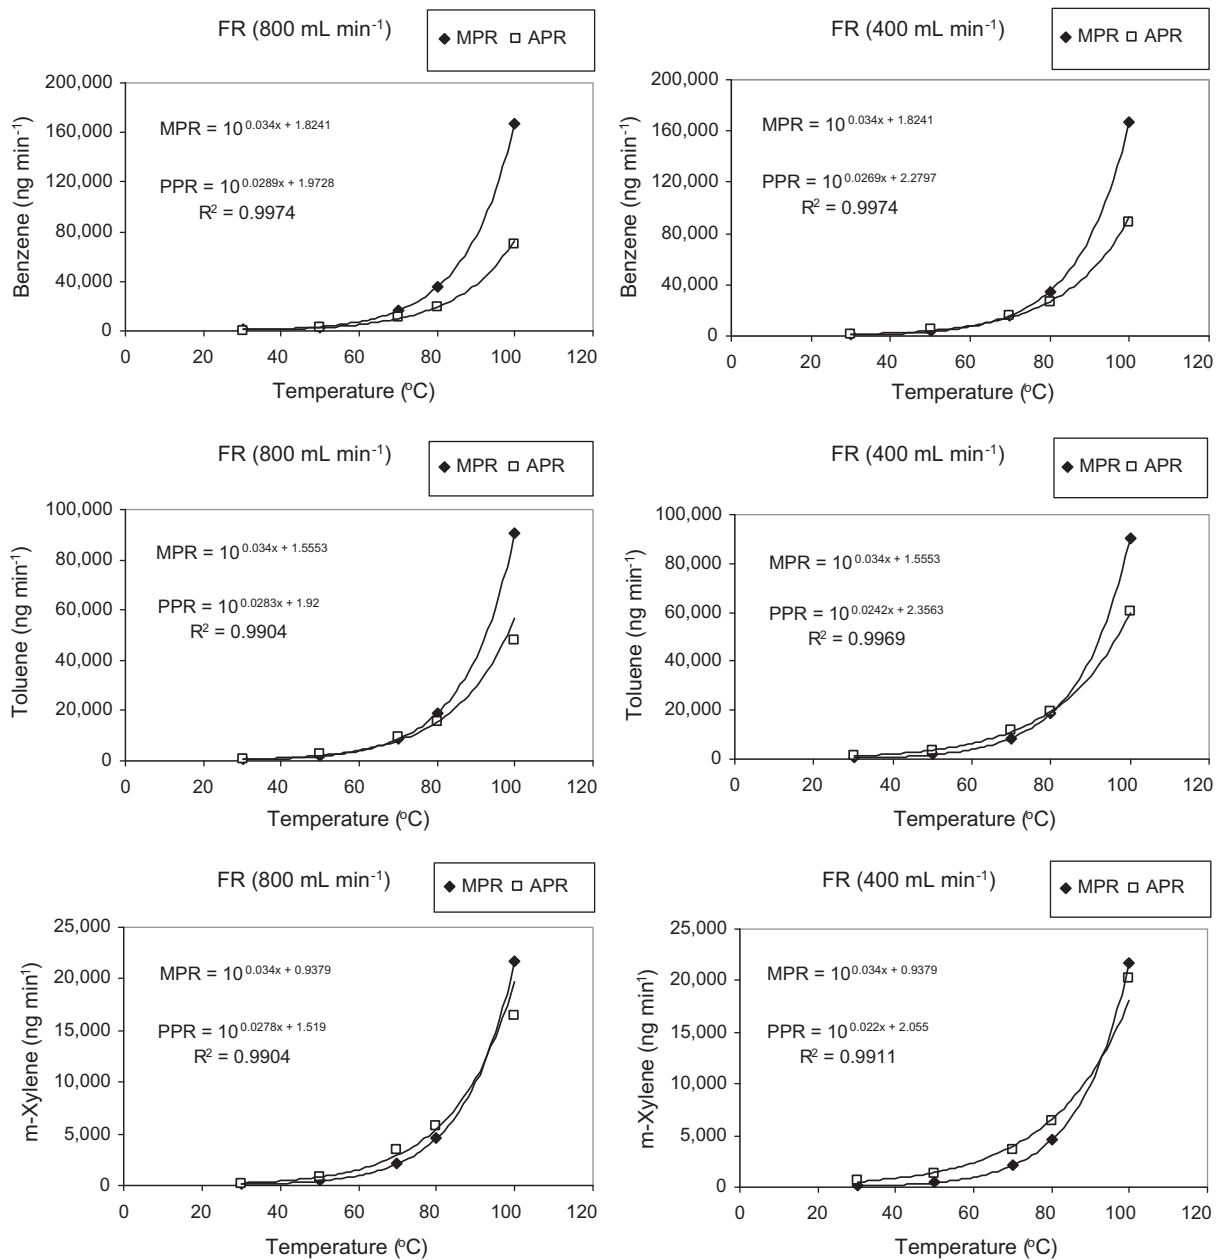 FR (800 mL min⁻¹)
◆ MPR □ APR
200,000
160,000
120,000
80,000
40,000
0
Benzene (ng min⁻¹)
MPR = 10^0.034x + 1.8241
PPR = 10^0.0289x + 1.9728
R² = 0.9974
0 20 40 60 80 100 120
Temperature (°C)
FR (400 mL min⁻¹)
◆ MPR □ APR
200,000
160,000
120,000
80,000
40,000
0
Benzene (ng min⁻¹)
MPR = 10^0.034x + 1.8241
PPR = 10^0.0269x + 2.2797
R² = 0.9974
0 20 40 60 80 100 120
Temperature (°C)
FR (800 mL min⁻¹)
◆ MPR □ APR
100,000
80,000
60,000
40,000
20,000
0
Toluene (ng min⁻¹)
MPR = 10^0.034x + 1.5553
PPR = 10^0.0283x + 1.92
R² = 0.9904
0 20 40 60 80 100 120
Temperature (°C)
FR (400 mL min⁻¹)
◆ MPR □ APR
100,000
80,000
60,000
40,000
20,000
0
Toluene (ng min⁻¹)
MPR = 10^0.034x + 1.5553
PPR = 10^0.0242x + 2.3563
R² = 0.9969
0 20 40 60 80 100 120
Temperature (°C)
FR (800 mL min⁻¹)
◆ MPR □ APR
25,000
20,000
15,000
10,000
5,000
0
m-Xylene (ng min¹)
MPR = 10^0.034x + 0.9379
PPR = 10^0.0278x + 1.519
R² = 0.9904
0 20 40 60 80 100 120
Temperature (°C)
FR (400 mL min⁻¹)
◆ MPR □ APR
25,000
20,000
15,000
10,000
5,000
0
m-Xylene (ng min¹)
MPR = 10^0.034x + 0.9379
PPR = 10^0.022x + 2.055
R² = 0.9911
0 20 40 60 80 100 120
Temperature (°C)